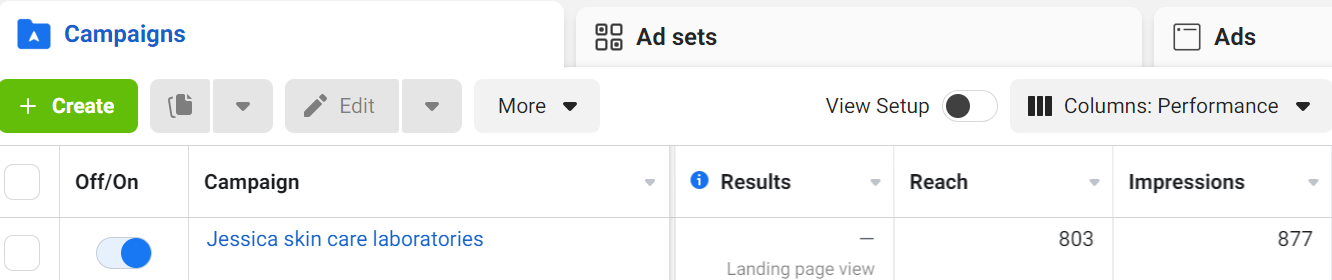 Campaigns
Ad sets
Ads
+ Create
Edit
More
View Setup
Columns: Performance
Off/On
Campaign
Results
Reach
Impressions
Jessica skin care laboratories
—
803
877
Landing page view